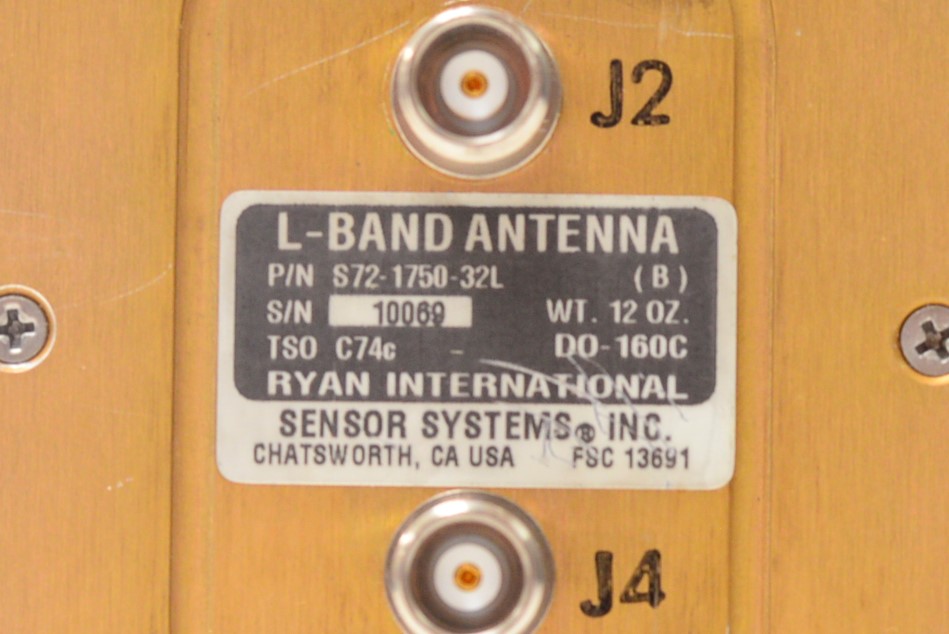 J2
L-BAND ANTENNA
P/N S72-1750-32L (B)
S/N 10069 WT. 12 OZ.
TSO C74c - DO-160C
RYAN INTERNATIONAL
SENSOR SYSTEMS® INC.
CHATSWORTH, CA USA FSC 13691
J4